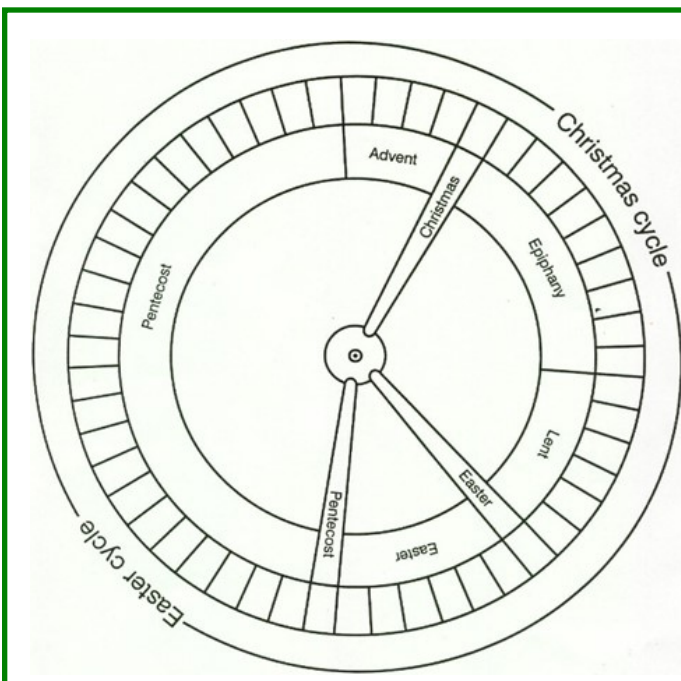 Christmas cycle
Advent
Christmas
Epiphany
Lent
Easter
Easter
Pentecost
Pentecost
Easter cycle